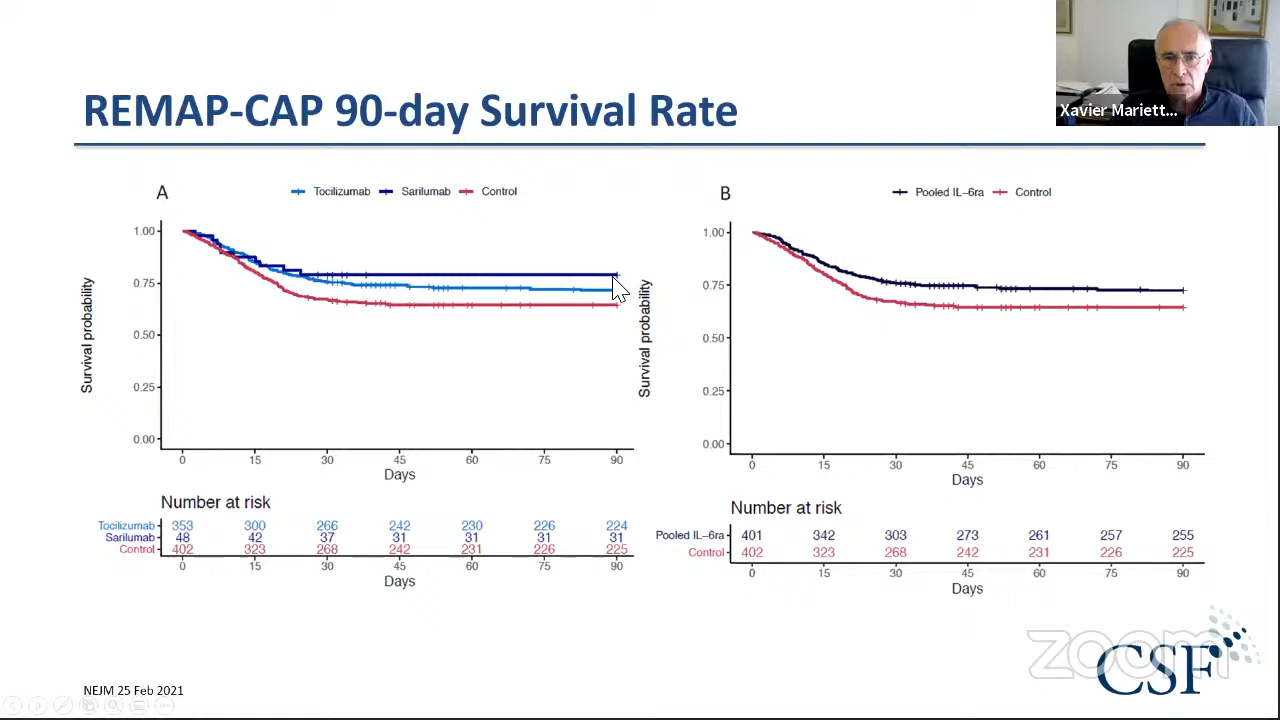 Xavier Mariett...
REMAP-CAP 90-day Survival Rate
A
Tocilizumab Sarilumab Control
Survival probability
1.00
0.75
0.50
0.25
0.00
0 15 30 45 60 75 90
Days
Number at risk
Tocilizumab 353 300 266 242 230 226 224
Sarilumab 48 42 37 31 31 31 31
Control 402 323 268 242 231 226 225
0 15 30 45 60 75 90
Days
B
Pooled IL-6ra Control
Survival probability
1.00
0.75
0.50
0.25
0.00
0 15 30 45 60 75 90
Days
Number at risk
Pooled IL-6ra 401 342 303 273 261 257 255
Control 402 323 268 242 231 226 225
0 15 30 45 60 75 90
Days
NEJM 25 Feb 2021
zoom
CSF